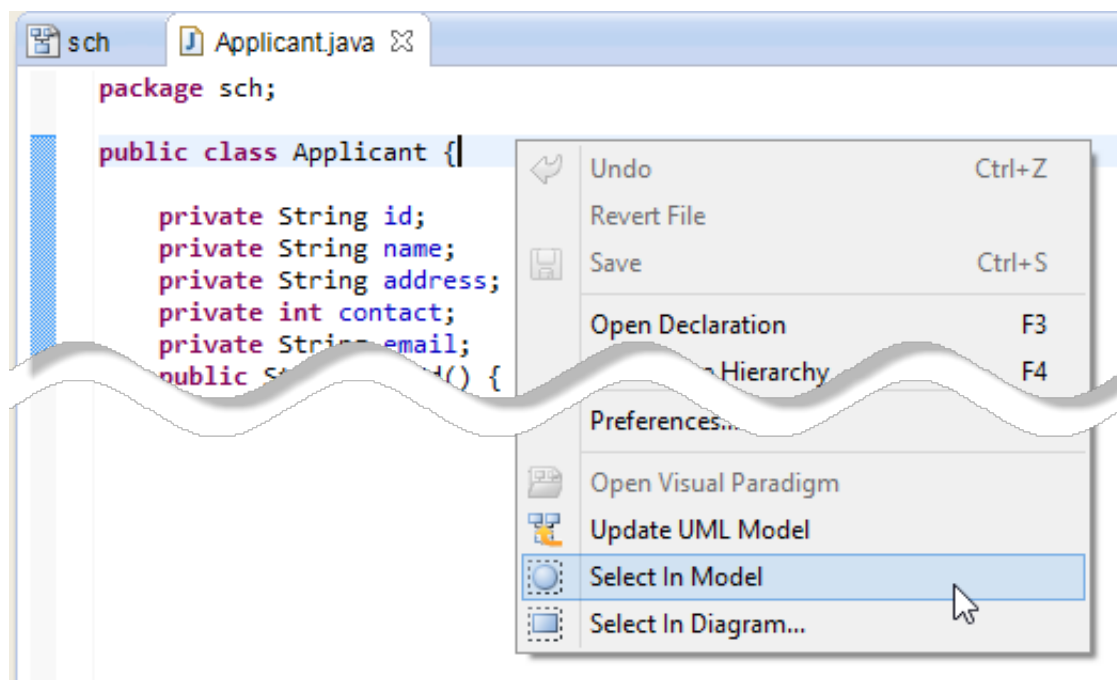 sch Applicant.java
package sch;
public class Applicant {
private String id;
private String name;
private String address;
private int contact;
private String email;
public () {
Undo Ctrl+Z
Revert File
Save Ctrl+S
Open Declaration F3
Hierarchy F4
Preferences...
Open Visual Paradigm
Update UML Model
Select In Model
Select In Diagram...